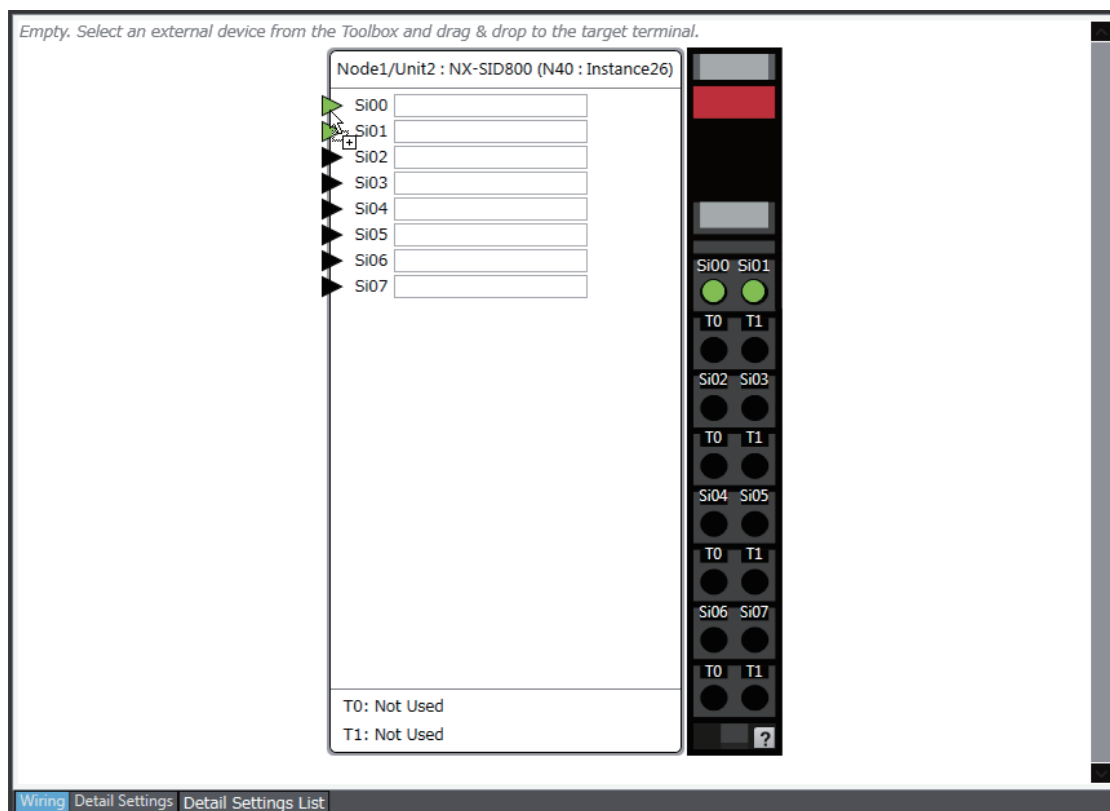 Empty. Select an external device from the Toolbox and drag & drop to the target terminal.
Node1/Unit2 : NX-SID800 (N40 : Instance26)
Si00
Si01
Si02
Si03
Si04
Si05
Si06
Si07
T0: Not Used
T1: Not Used
Si00 Si01
T0 T1
Si02 Si03
T0 T1
Si04 Si05
T0 T1
Si06 Si07
T0 T1
?
Wiring Detail Settings Detail Settings List